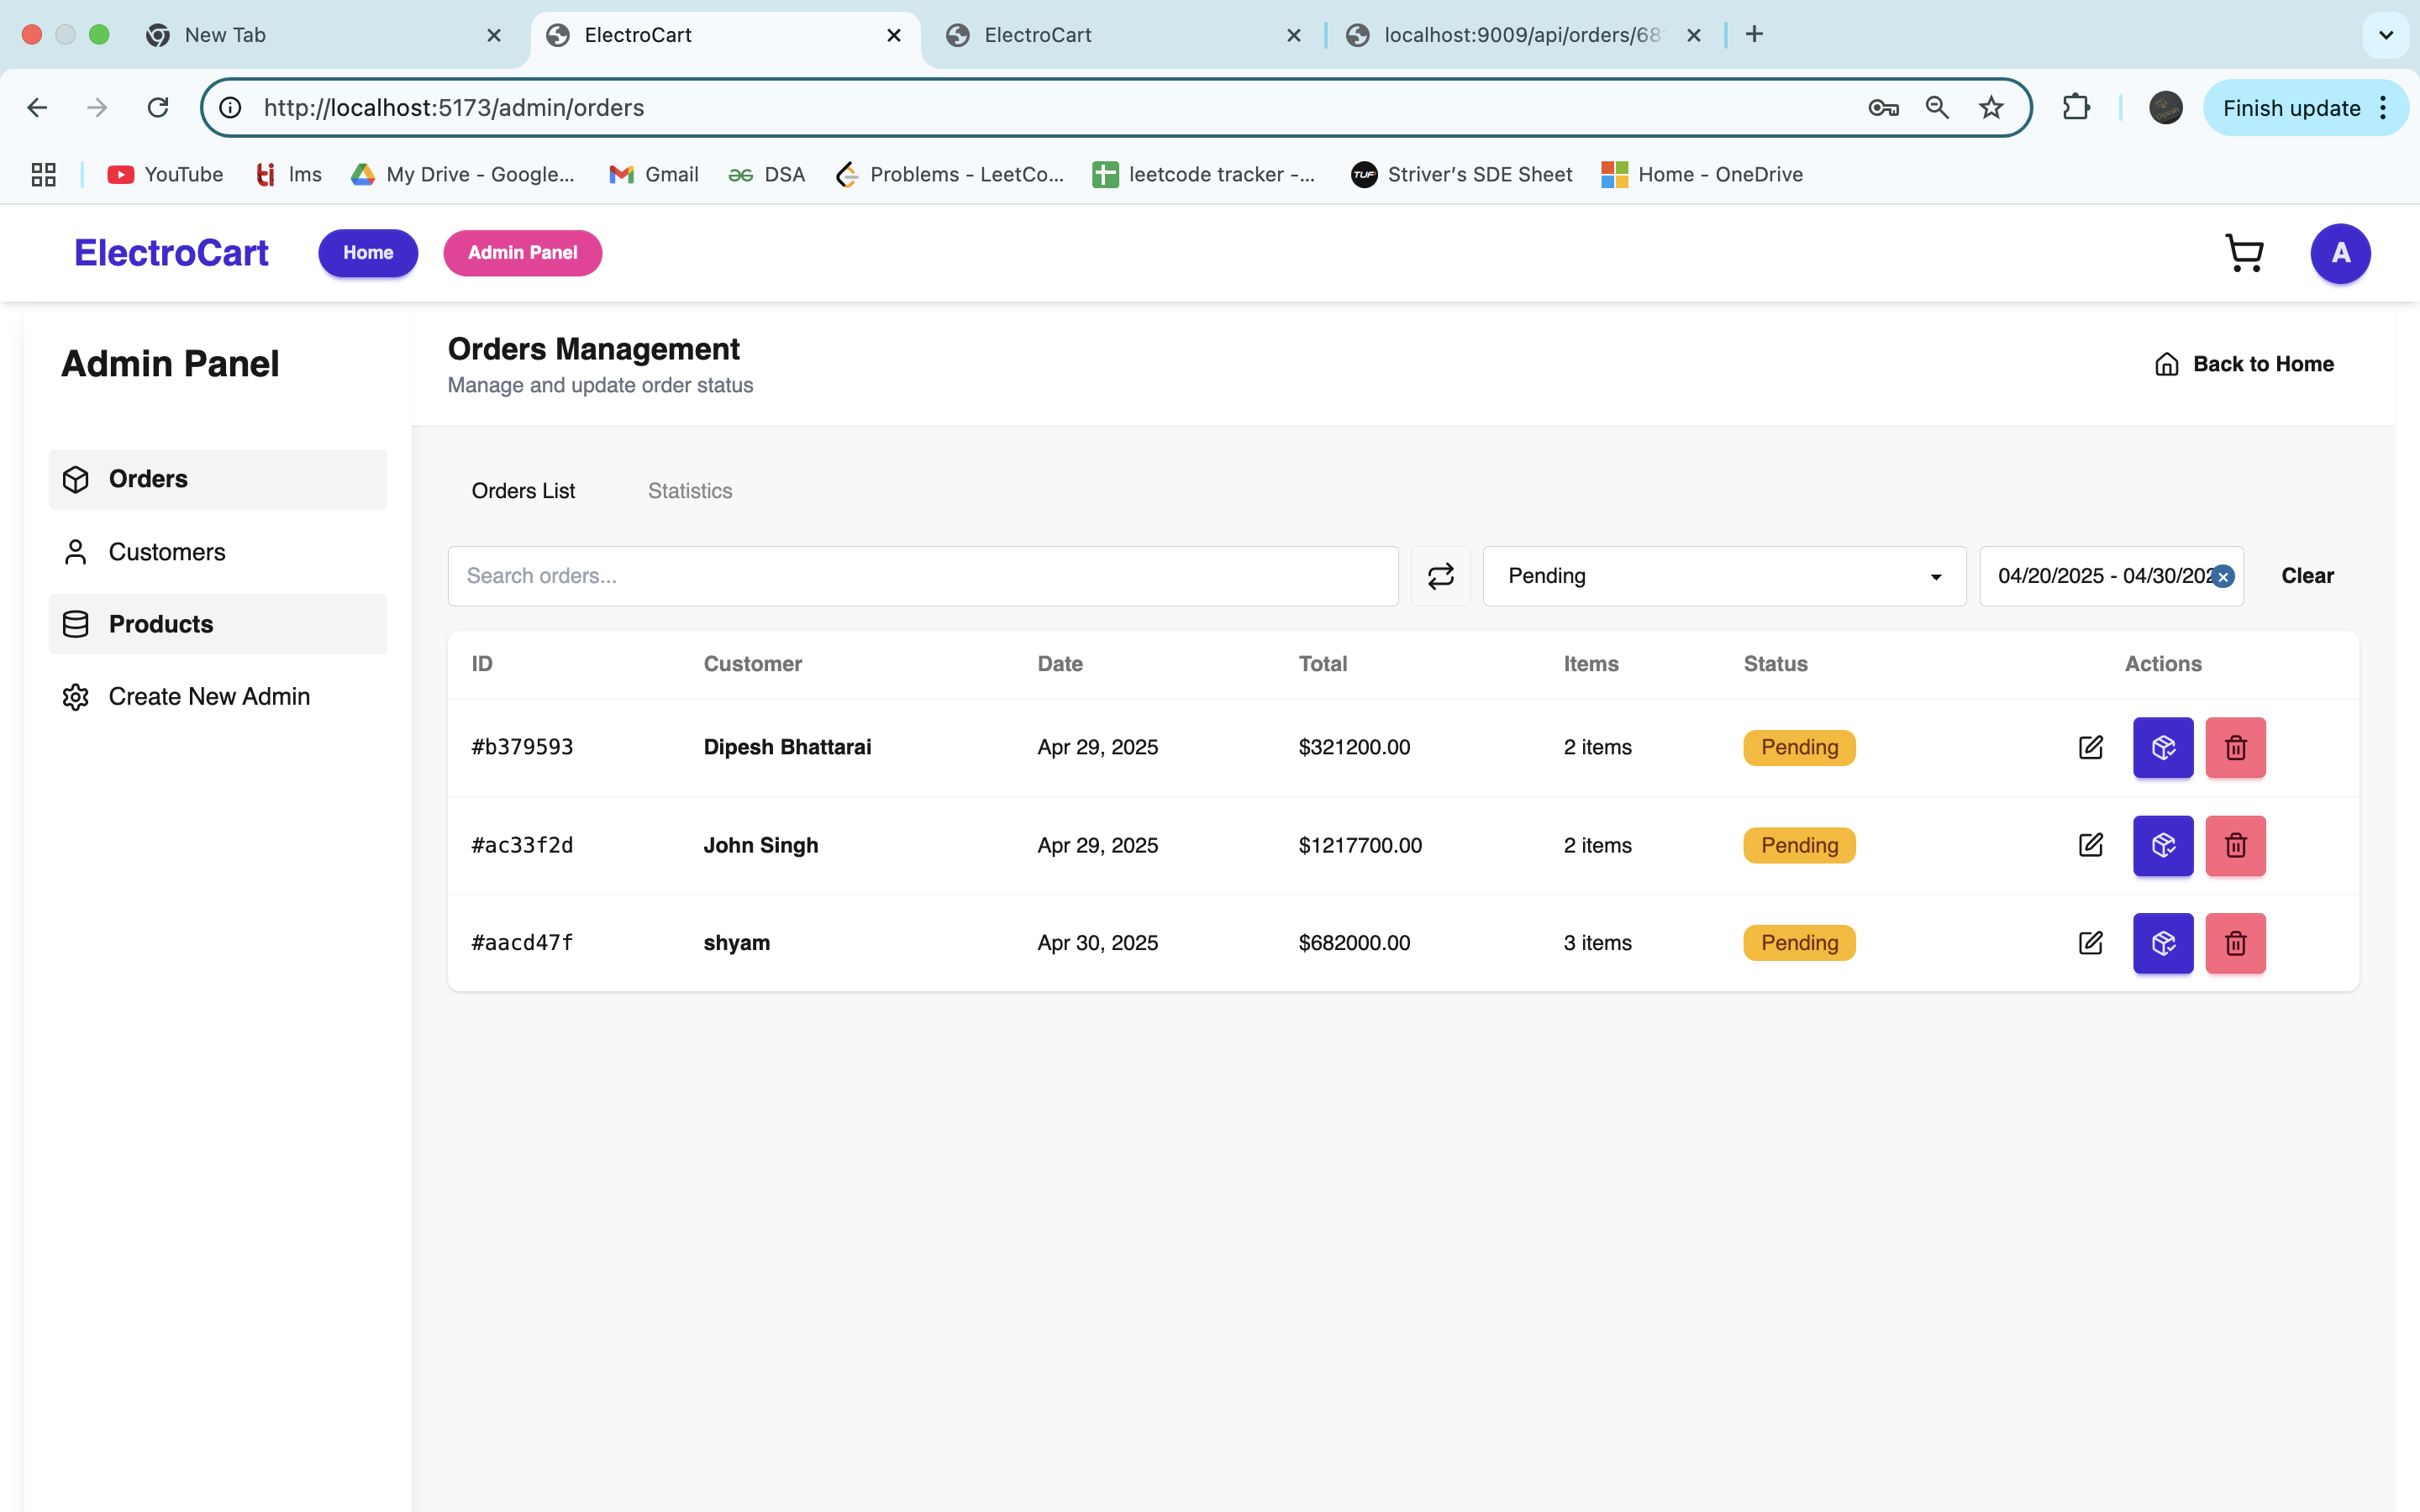 New Tab
ElectroCart
ElectroCart
localhost:9009/api/orders/68
http://localhost:5173/admin/orders
Finish update
YouTube
lms
My Drive - Google...
Gmail
DSA
Problems - LeetCo...
leetcode tracker -...
TUF
Striver's SDE Sheet
Home - OneDrive
ElectroCart
Home
Admin Panel
A
Admin Panel
Orders
Customers
Products
Create New Admin
Orders Management
Manage and update order status
Back to Home
Orders List
Statistics
Search orders...
Pending
04/20/2025 - 04/30/202
Clear
ID Customer Date Total Items Status Actions
#b379593 Dipesh Bhattarai Apr 29, 2025 $321200.00 2 items Pending
#ac33f2d John Singh Apr 29, 2025 $1217700.00 2 items Pending
#aacd47f shyam Apr 30, 2025 $682000.00 3 items Pending